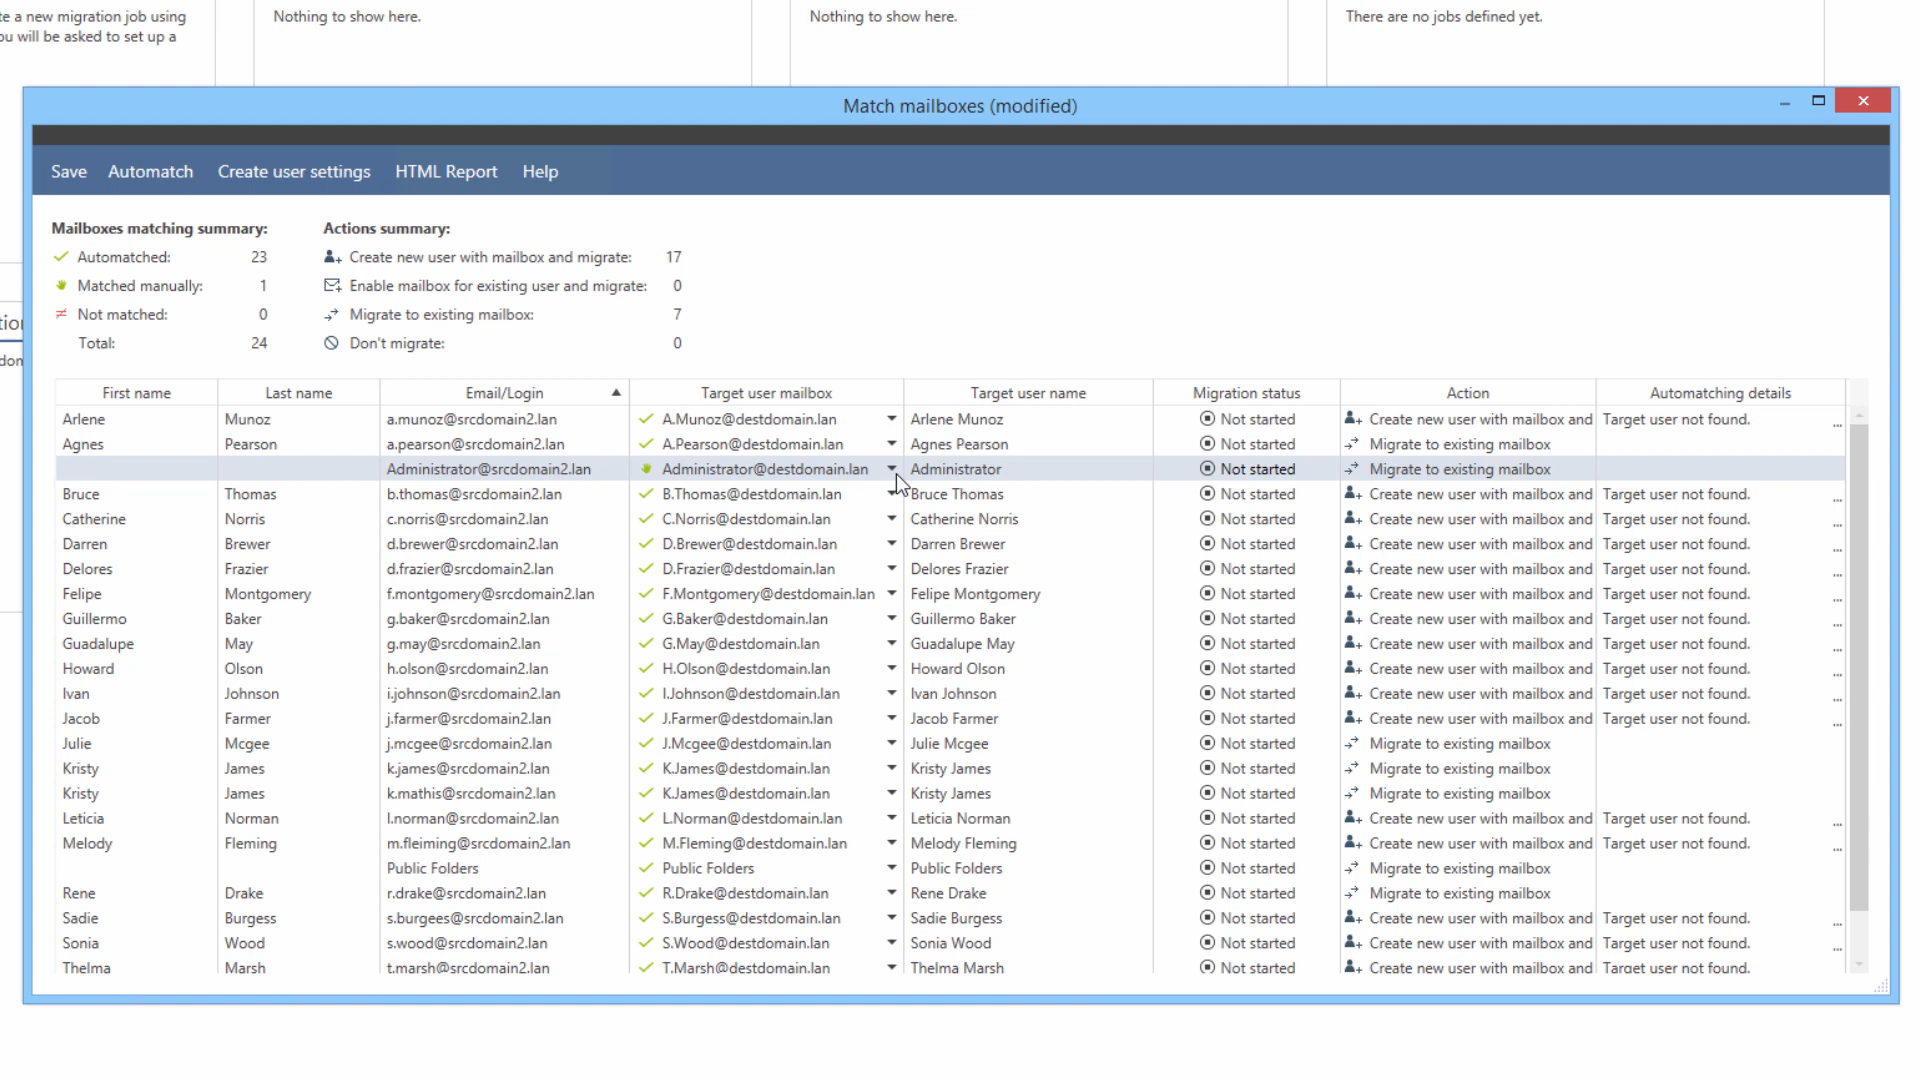 te a new migration job using
ou will be asked to set up a
Nothing to show here.
Nothing to show here.
There are no jobs defined yet.
Match mailboxes (modified)
Save Automatch Create user settings HTML Report Help
Mailboxes matching summary: Actions summary:
Automatched: 23 Create new user with mailbox and migrate: 17
Matched manually: 1 Enable mailbox for existing user and migrate: 0
Not matched: 0 Migrate to existing mailbox: 7
Total: 24 Don't migrate: 0
tion
dom
First name Last name Email/Login Target user mailbox Target user name Migration status Action Automatching details
Arlene Munoz a.munoz@srcdomain2.lan A.Munoz@destdomain.lan Arlene Munoz Not started Create new user with mailbox and Target user not found. ...
Agnes Pearson a.pearson@srcdomain2.lan A.Pearson@destdomain.lan Agnes Pearson Not started Migrate to existing mailbox
Administrator@srcdomain2.lan Administrator@destdomain.lan Administrator Not started Migrate to existing mailbox
Bruce Thomas b.thomas@srcdomain2.lan B.Thomas@destdomain.lan Bruce Thomas Not started Create new user with mailbox and Target user not found. ...
Catherine Norris c.norris@srcdomain2.lan C.Norris@destdomain.lan Catherine Norris Not started Create new user with mailbox and Target user not found. ...
Darren Brewer d.brewer@srcdomain2.lan D.Brewer@destdomain.lan Darren Brewer Not started Create new user with mailbox and Target user not found. ...
Delores Frazier d.frazier@srcdomain2.lan D.Frazier@destdomain.lan Delores Frazier Not started Create new user with mailbox and Target user not found. ...
Felipe Montgomery f.montgomery@srcdomain2.lan F.Montgomery@destdomain.lan Felipe Montgomery Not started Create new user with mailbox and Target user not found. ...
Guillermo Baker g.baker@srcdomain2.lan G.Baker@destdomain.lan Guillermo Baker Not started Create new user with mailbox and Target user not found. ...
Guadalupe May g.may@srcdomain2.lan G.May@destdomain.lan Guadalupe May Not started Create new user with mailbox and Target user not found. ...
Howard Olson h.olson@srcdomain2.lan H.Olson@destdomain.lan Howard Olson Not started Create new user with mailbox and Target user not found. ...
Ivan Johnson i.johnson@srcdomain2.lan I.Johnson@destdomain.lan Ivan Johnson Not started Create new user with mailbox and Target user not found. ...
Jacob Farmer j.farmer@srcdomain2.lan J.Farmer@destdomain.lan Jacob Farmer Not started Create new user with mailbox and Target user not found. ...
Julie Mcgee j.mcgee@srcdomain2.lan J.Mcgee@destdomain.lan Julie Mcgee Not started Migrate to existing mailbox
Kristy James k.james@srcdomain2.lan K.James@destdomain.lan Kristy James Not started Migrate to existing mailbox
Kristy James k.mathis@srcdomain2.lan K.James@destdomain.lan Kristy James Not started Migrate to existing mailbox
Leticia Norman l.norman@srcdomain2.lan L.Norman@destdomain.lan Leticia Norman Not started Create new user with mailbox and Target user not found. ...
Melody Fleming m.fleiming@srcdomain2.lan M.Fleming@destdomain.lan Melody Fleming Not started Create new user with mailbox and Target user not found. ...
Public Folders Public Folders Public Folders Not started Migrate to existing mailbox
Rene Drake r.drake@srcdomain2.lan R.Drake@destdomain.lan Rene Drake Not started Migrate to existing mailbox
Sadie Burgess s.burgees@srcdomain2.lan S.Burgess@destdomain.lan Sadie Burgess Not started Create new user with mailbox and Target user not found. ...
Sonia Wood s.wood@srcdomain2.lan S.Wood@destdomain.lan Sonia Wood Not started Create new user with mailbox and Target user not found. ...
Thelma Marsh t.marsh@srcdomain2.lan T.Marsh@destdomain.lan Thelma Marsh Not started Create new user with mailbox and Target user not found.